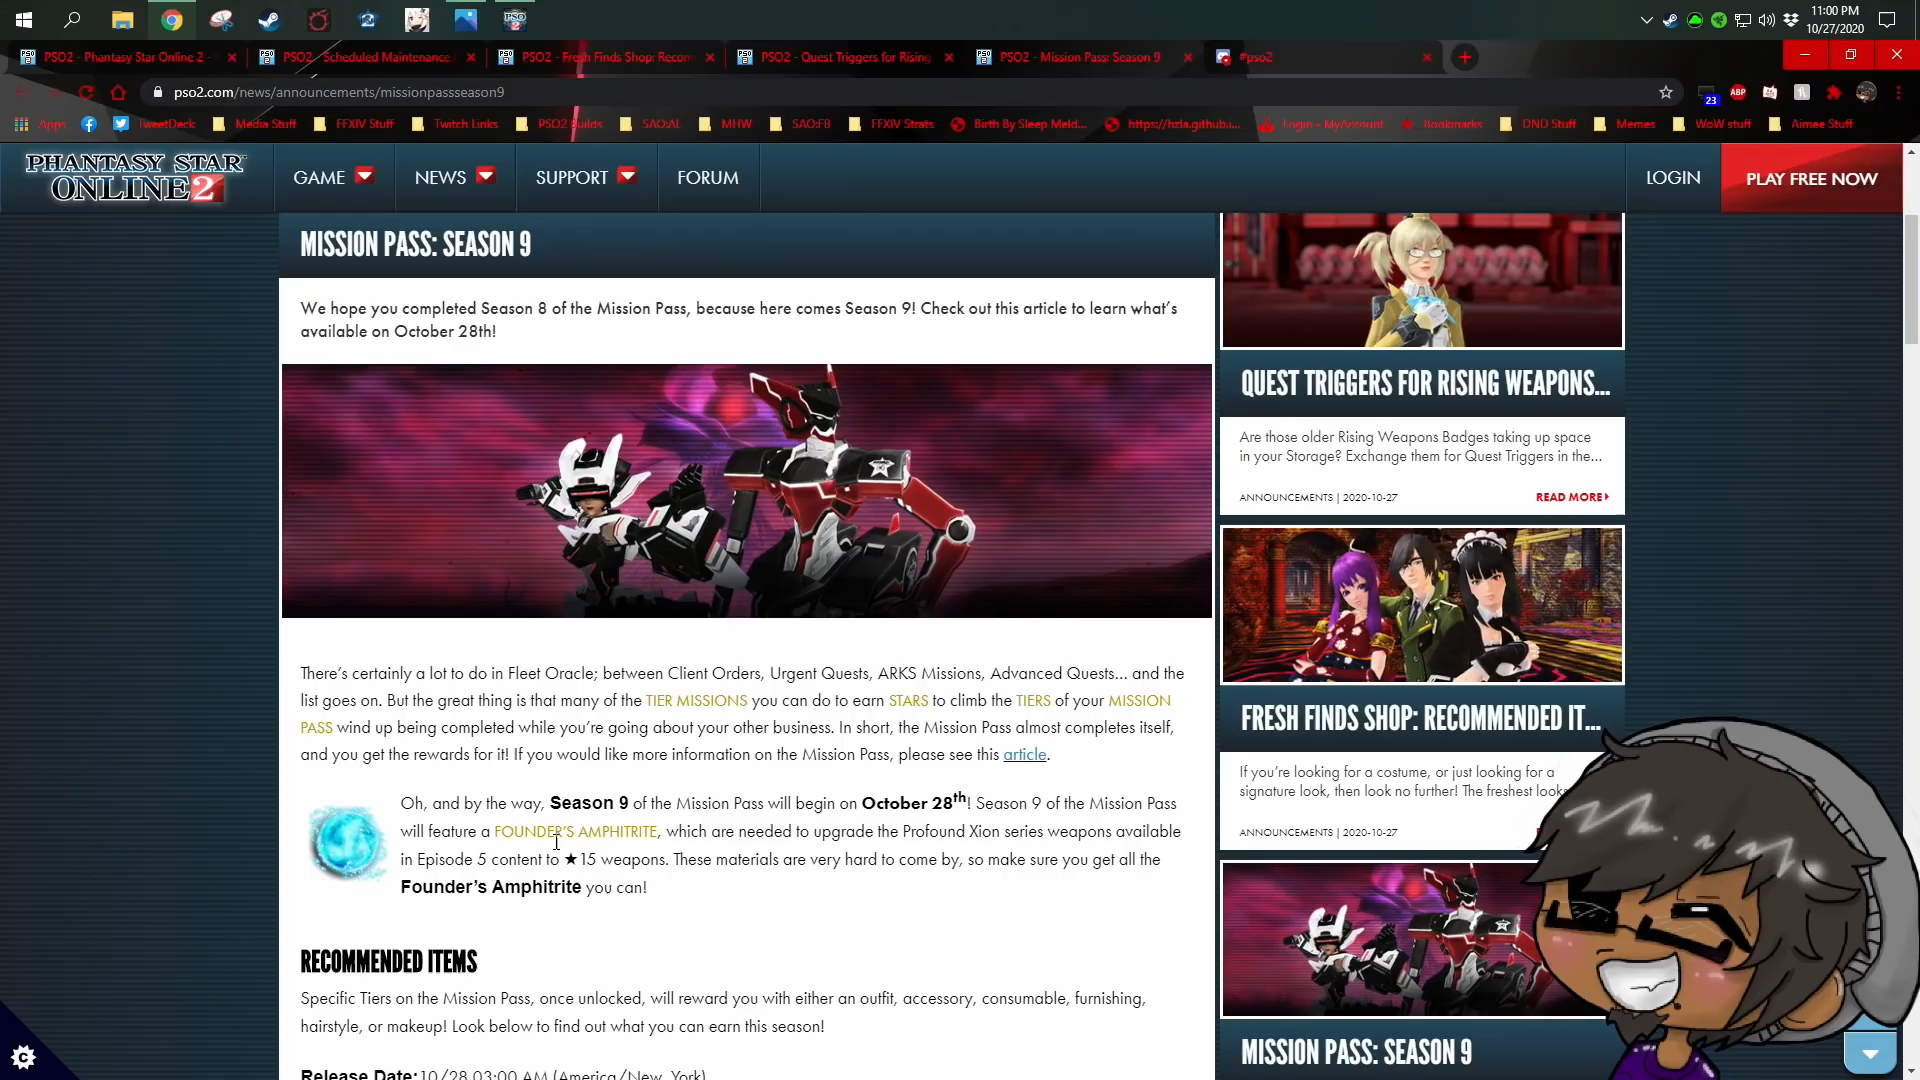 11:00 PM
10/27/2020
PSO2 - Phantasy Star Online 2 -
PSO2 - Scheduled Maintenance
PSO2 - Fresh Finds Shop: Recom
PSO2 - Quest Triggers for Rising
PSO2 - Mission Pass: Season 9
#pso2
pso2.com/news/announcements/missionpassseason9
23
ABP
Apps
TweetDeck
Media Stuff
FFXIV Stuff
Twitch Links
PSO2 Builds
SAO:AL
MHW
SAO:FB
FFXIV Strats
Birth By Sleep Meld...
https://hzla.github.i...
Login - MyAccount
Bookmarks
DND Stuff
Memes
WoW stuff
Aimee Stuff
PHANTASY STAR
ONLINE 2
GAME
NEWS
SUPPORT
FORUM
LOGIN
PLAY FREE NOW
MISSION PASS: SEASON 9
We hope you completed Season 8 of the Mission Pass, because here comes Season 9! Check out this article to learn what's
available on October 28th!
There's certainly a lot to do in Fleet Oracle; between Client Orders, Urgent Quests, ARKS Missions, Advanced Quests... and the
list goes on. But the great thing is that many of the TIER MISSIONS you can do to earn STARS to climb the TIERS of your MISSION
PASS wind up being completed while you're going about your other business. In short, the Mission Pass almost completes itself,
and you get the rewards for it! If you would like more information on the Mission Pass, please see this article.
Oh, and by the way, Season 9 of the Mission Pass will begin on October 28th! Season 9 of the Mission Pass
will feature a FOUNDER'S AMPHITRITE, which are needed to upgrade the Profound Xion series weapons available
in Episode 5 content to ★15 weapons. These materials are very hard to come by, so make sure you get all the
Founder's Amphitrite you can!
RECOMMENDED ITEMS
Specific Tiers on the Mission Pass, once unlocked, will reward you with either an outfit, accessory, consumable, furnishing,
hairstyle, or makeup! Look below to find out what you can earn this season!
Release Date: 10/28 03:00 AM (America/New_York)
QUEST TRIGGERS FOR RISING WEAPONS...
Are those older Rising Weapons Badges taking up space
in your Storage? Exchange them for Quest Triggers in the...
ANNOUNCEMENTS | 2020-10-27
READ MORE
FRESH FINDS SHOP: RECOMMENDED IT...
If you're looking for a costume, or just looking for a
signature look, then look no further! The freshest looks
ANNOUNCEMENTS | 2020-10-27
MISSION PASS: SEASON 9